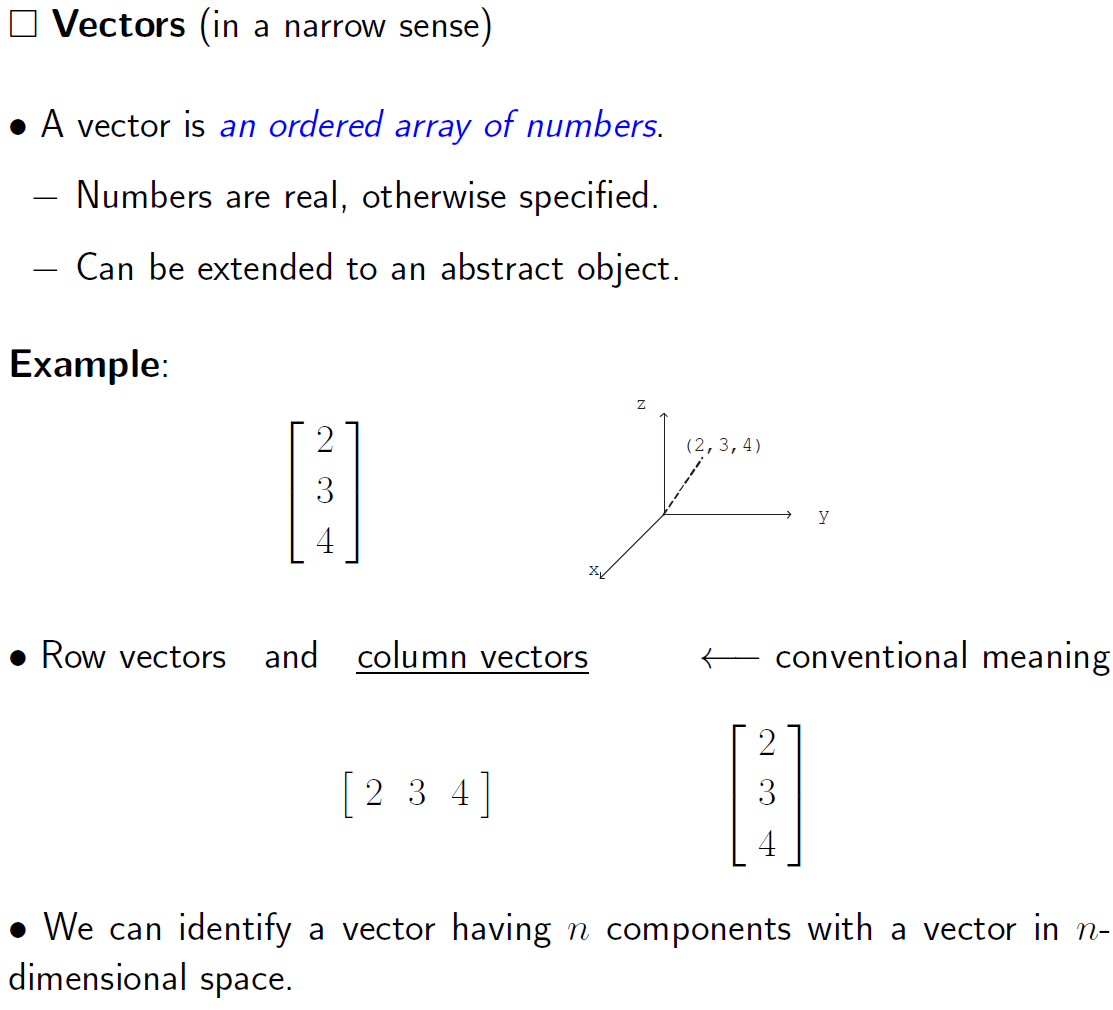 □ Vectors (in a narrow sense)
● A vector is an ordered array of numbers.
– Numbers are real, otherwise specified.
– Can be extended to an abstract object.
Example:
[ 2
3
4 ]
z
(2,3,4)
y
x
● Row vectors and column vectors ⟵ conventional meaning
[ 2 3 4 ]
[ 2
3
4 ]
● We can identify a vector having n components with a vector in n-
dimensional space.